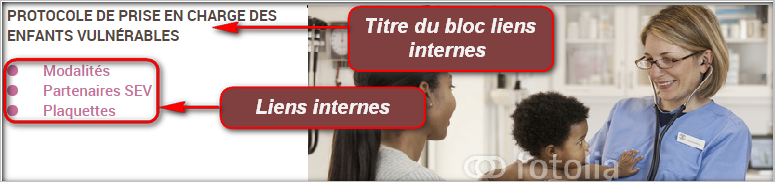 PROTOCOLE DE PRISE EN CHARGE DES
ENFANTS VULNÉRABLES
Titre du bloc liens
internes
Modalités
Partenaires SEV
Plaquettes
Liens internes
fotolia